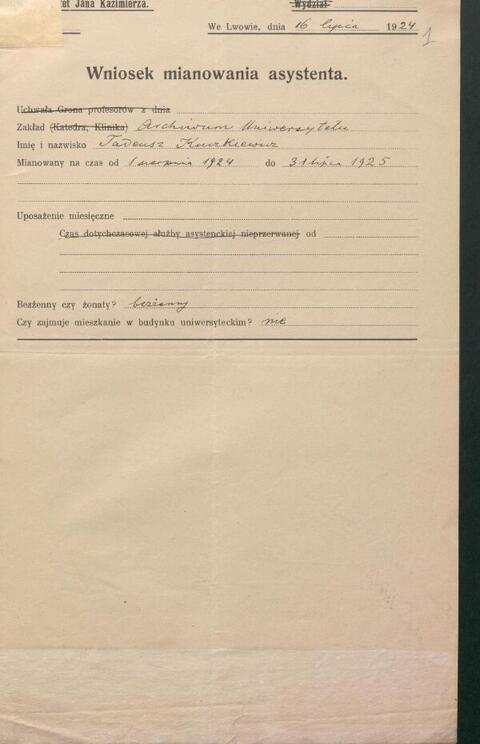 tet Jana Kazimierza. Wydział
We Lwowie, dnia 16 lipca 1924
1
Wniosek mianowania asystenta.
Uchwała Grona profesorów z dnia
Zakład (Katedra, Klinika) Archiwum Uniwersytetu
Imię i nazwisko Tadeusz
Mianowany na czas od 1 sierpnia 1924 do 31 lipca 1925
Uposażenie miesięczne
Czas dotychczasowej służby asystenckiej nieprzerwanej od
Bezżenny czy żonaty? bezżenny
Czy zajmuje mieszkanie w budynku uniwersyteckim? nie